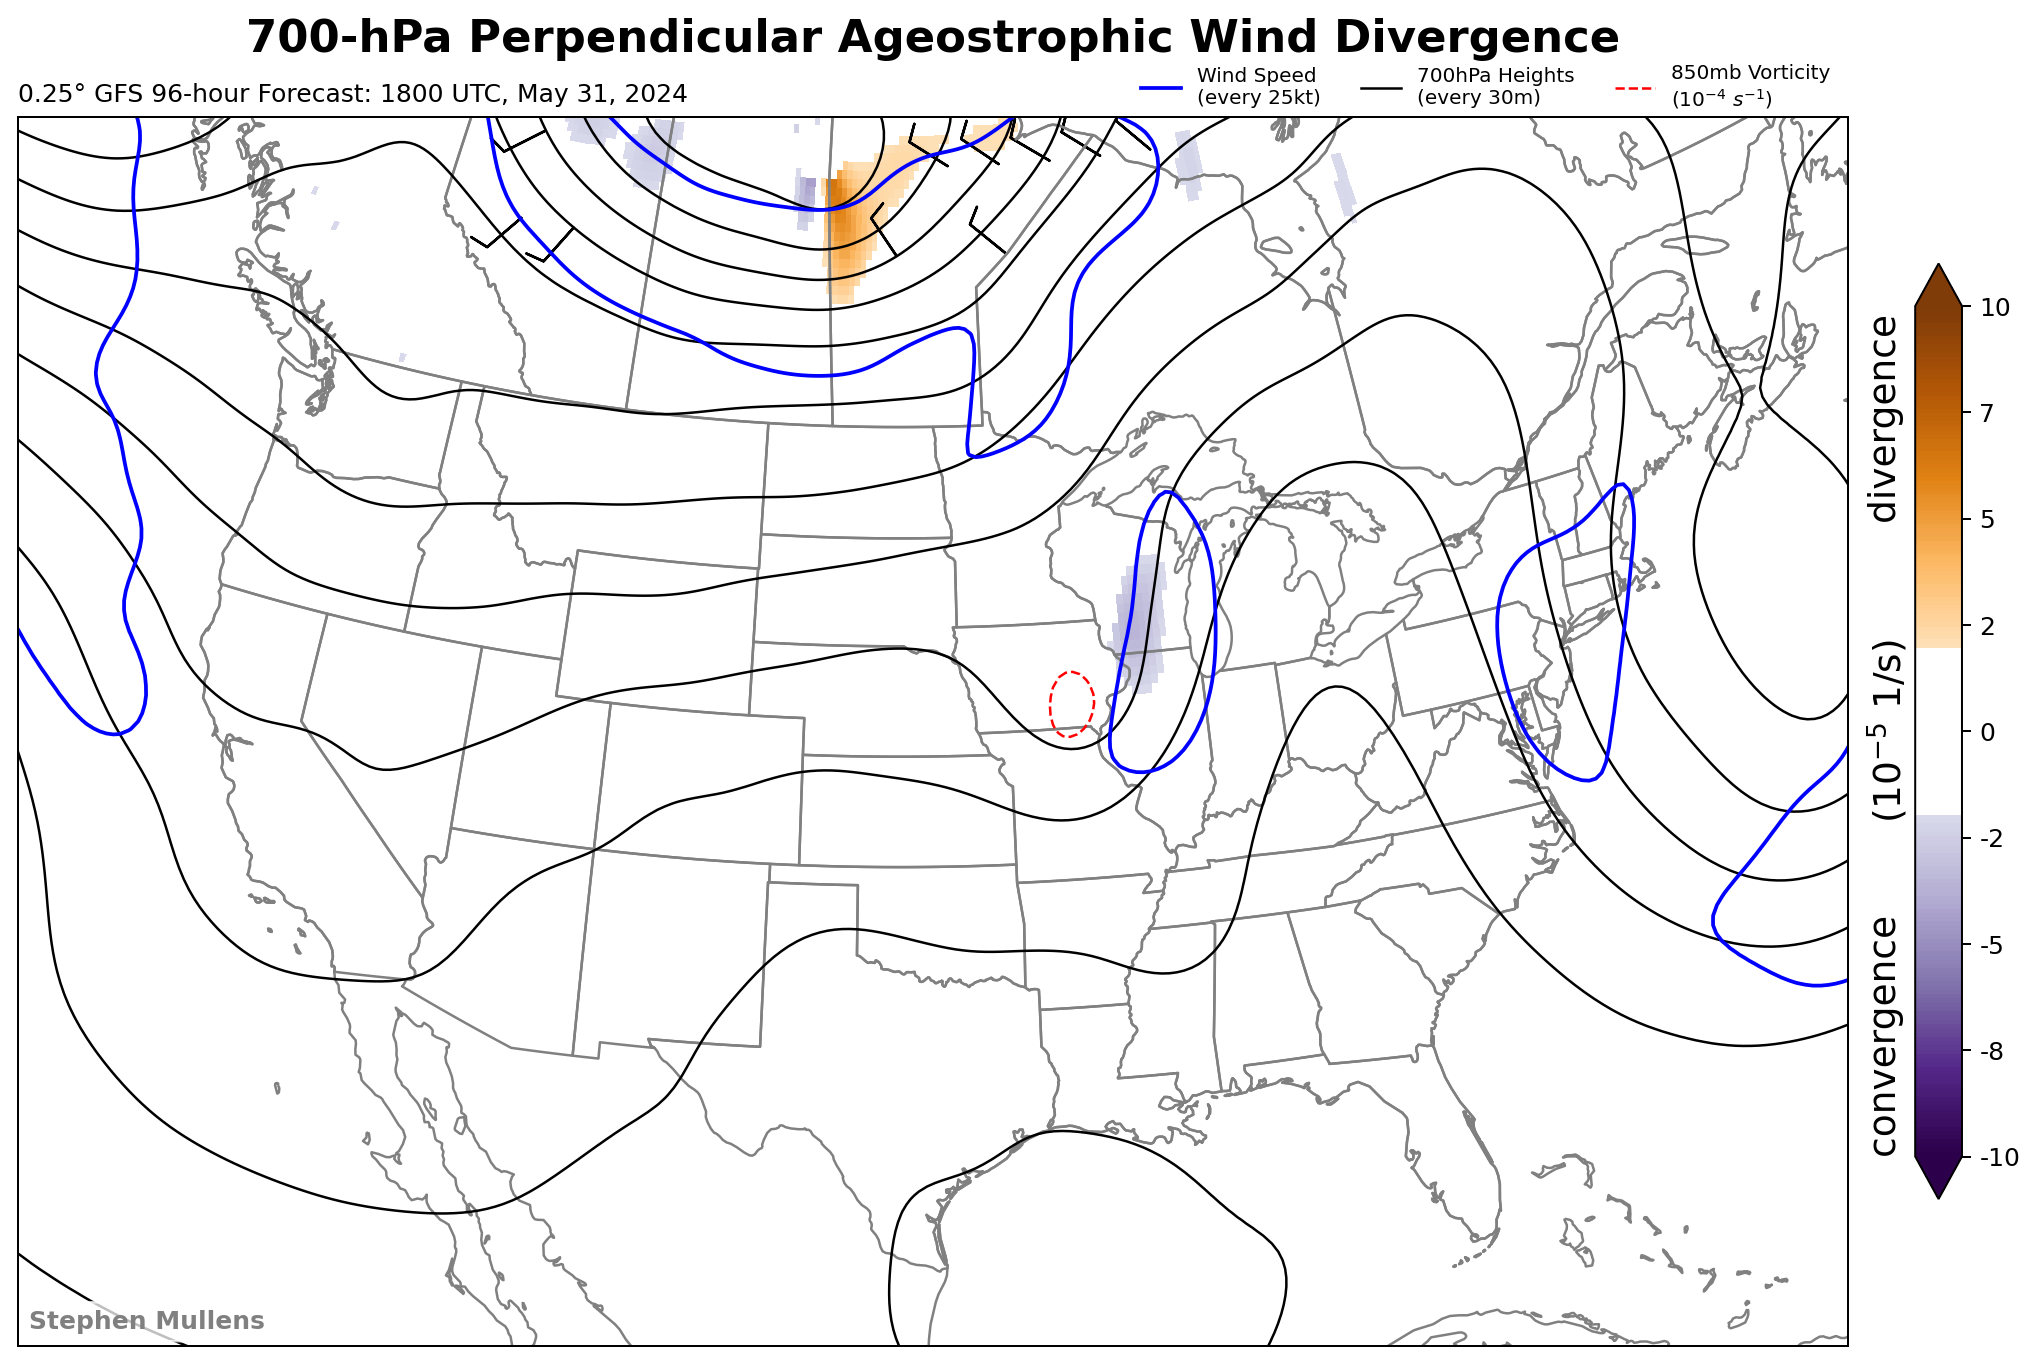 700-hPa Perpendicular Ageostrophic Wind Divergence
0.25° GFS 96-hour Forecast: 1800 UTC, May 31, 2024
Wind Speed
(every 25kt)
700hPa Heights
(every 30m)
850mb Vorticity
(10⁻⁴ s⁻¹)
10
7
5
2
0
-2
-5
-8
-10
convergence (10⁻⁵ 1/s) divergence
Stephen Mullens